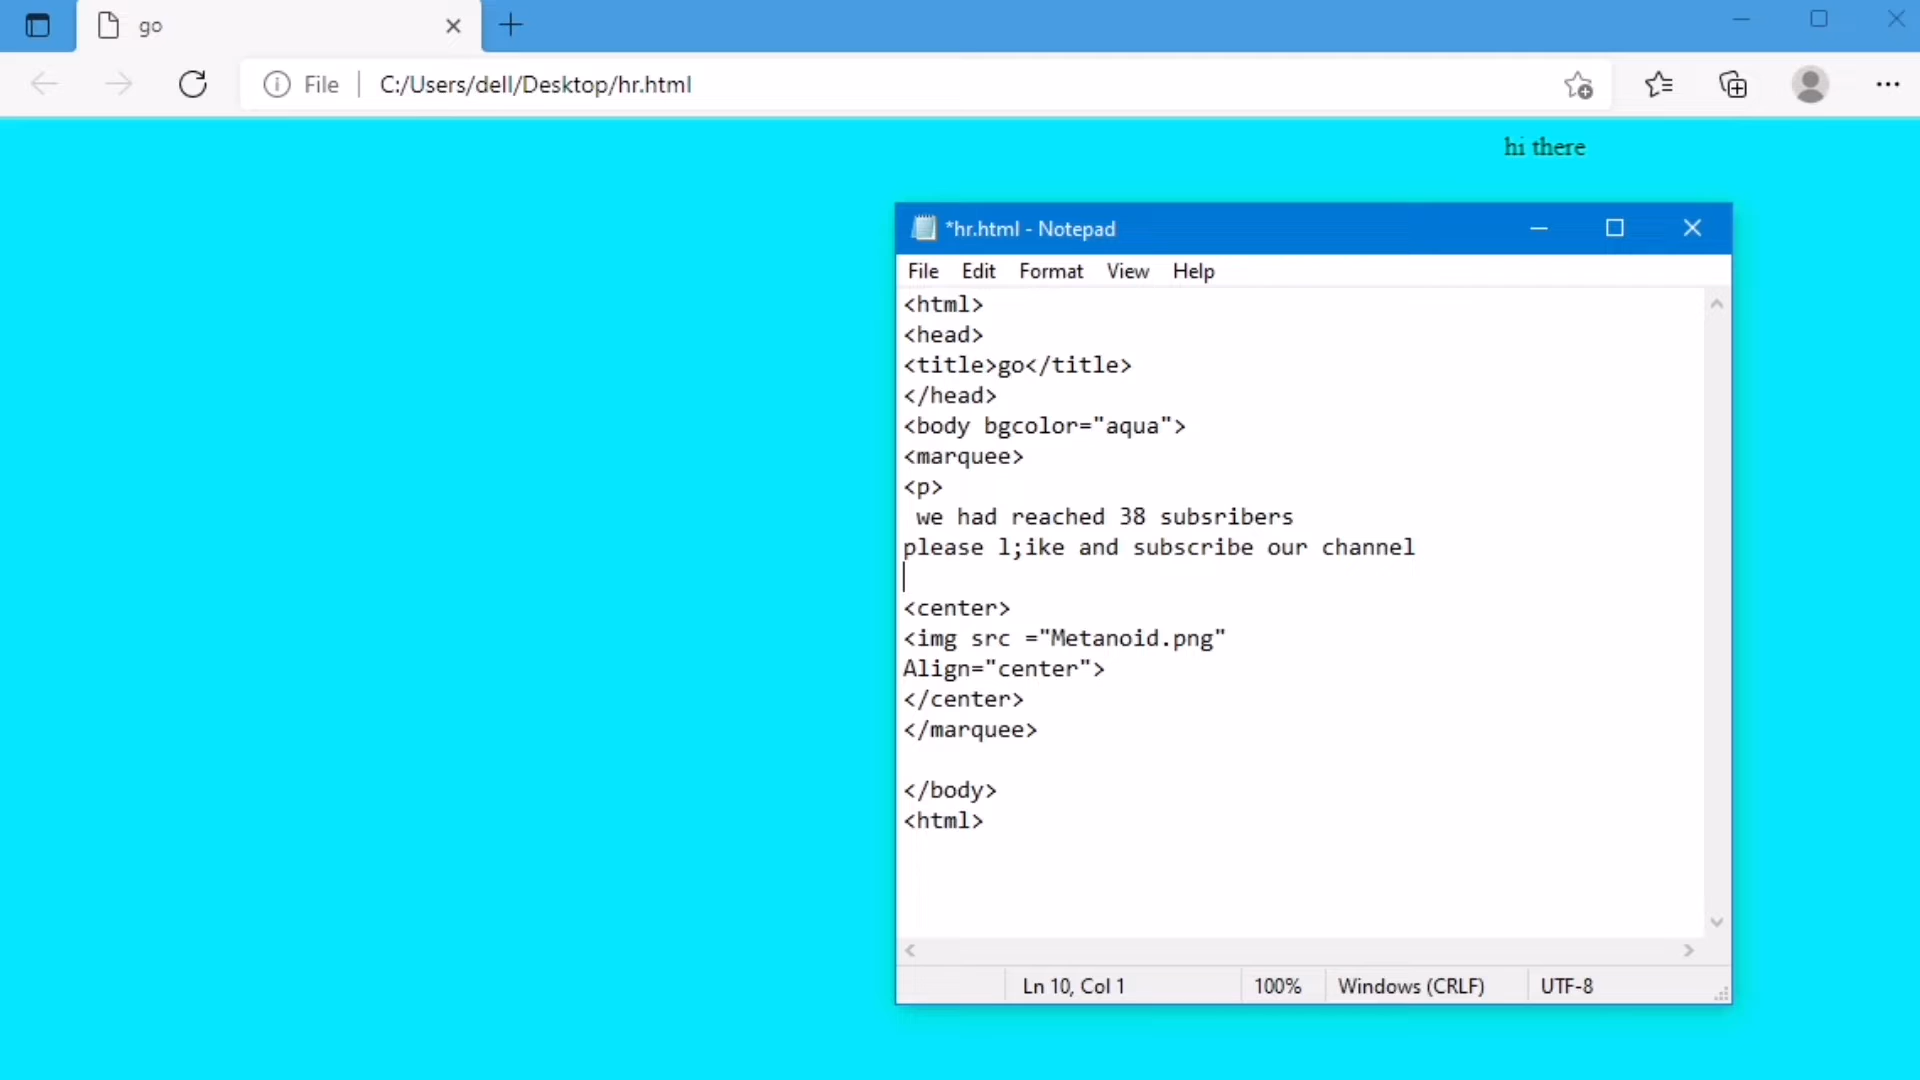 go
File
C:/Users/dell/Desktop/hr.html
hi there
*hr.html - Notepad
File Edit Format View Help
<html>
<head>
<title>go</title>
</head>
<body bgcolor="aqua">
<marquee>
<p>
we had reached 38 subsribers
please l;ike and subscribe our channel
<center>
<img src ="Metanoid.png"
Align="center">
</center>
</marquee>
</body>
<html>
Ln 10, Col 1 100% Windows (CRLF) UTF-8